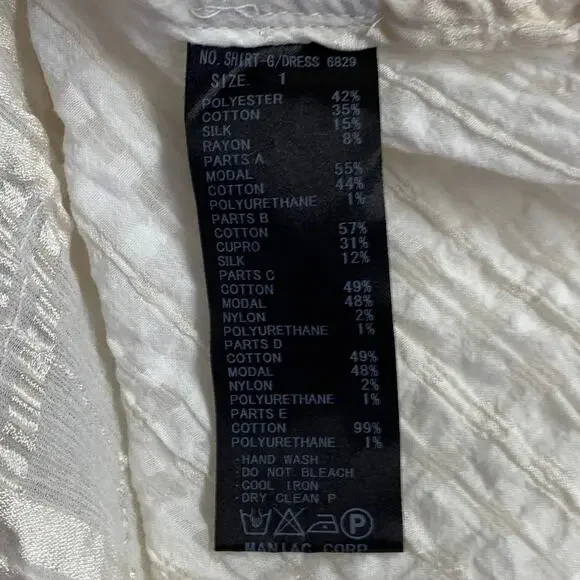 NO. SHIRT-G/DRESS 6829
SIZE. 1
POLYESTER 42%
COTTON 35%
SILK 15%
RAYON 8%
PARTS A
MODAL 55%
COTTON 44%
POLYURETHANE 1%
PARTS B
COTTON 57%
CUPRO 31%
SILK 12%
PARTS C
COTTON 49%
MODAL 48%
NYLON 2%
POLYURETHANE 1%
PARTS D
COTTON 49%
MODAL 48%
NYLON 2%
POLYURETHANE 1%
PARTS E
COTTON 99%
POLYURETHANE 1%
-HAND WASH
-DO NOT BLEACH
-COOL IRON
-DRY CLEAN P
P
MANIAC CORP.